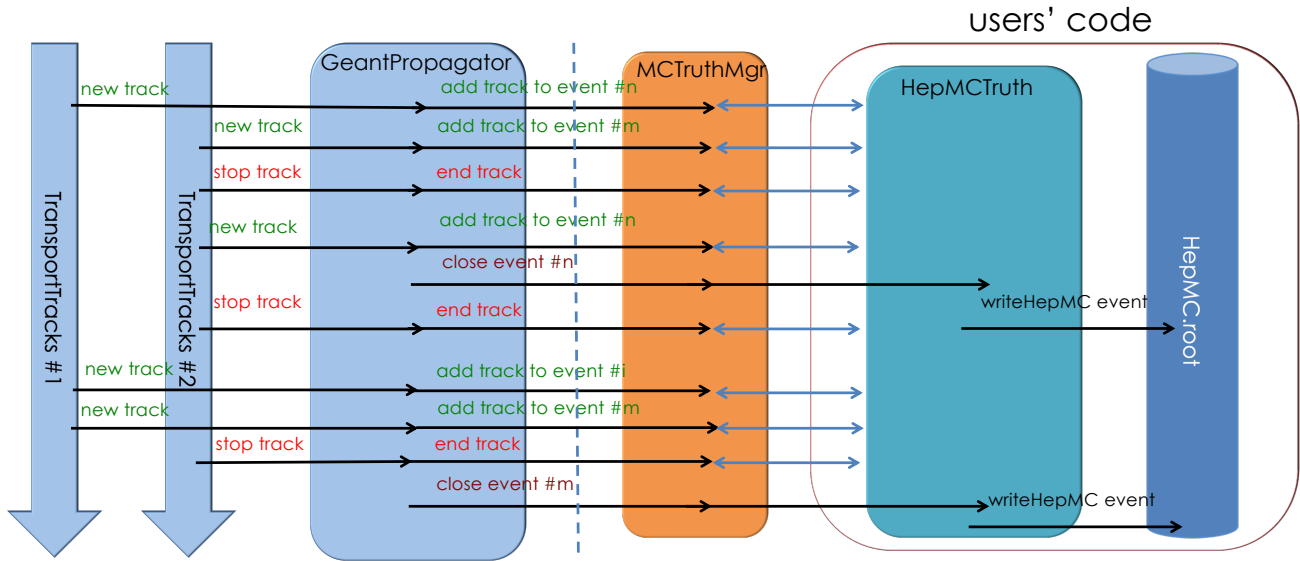 users' code
GeantPropagator
MCTruthMgr
HepMCTruth
new track
add track to event #n
new track
add track to event #m
stop track
end track
new track
add track to event #n
close event #n
stop track
end track
writeHepMC event
new track
add track to event #i
new track
add track to event #m
stop track
end track
close event #m
writeHepMC event
TransportTracks #1
TransportTracks #2
HepMC.root